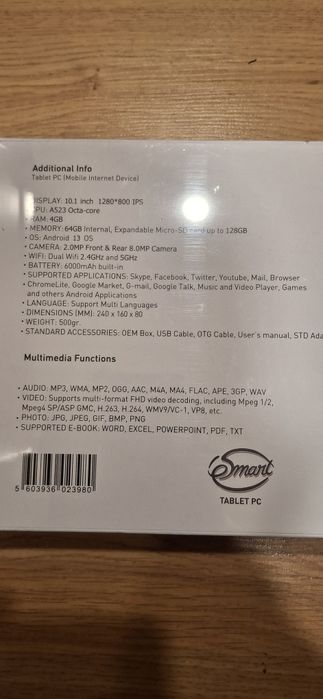 Additional Info
Tablet PC (Mobile Internet Device)
DISPLAY: 10.1 inch 1280*800 IPS
CPU: A523 Octa-core
• RAM: 4GB
• MEMORY: 64GB Internal, Expandable Micro-SD card up to 128GB
• OS: Android 13 OS
• CAMERA: 2.0MP Front & Rear 8.0MP Camera
• WIFI: Dual Wifi 2.4GHz and 5GHz
• BATTERY: 6000mAh built-in
• SUPPORTED APPLICATIONS: Skype, Facebook, Twitter, Youtube, Mail, Browser
• ChromeLite, Google Market, G-mail, Google Talk, Music and Video Player, Games
and others Android Applications
• LANGUAGE: Support Multi Languages
• DIMENSIONS (MM): 240 x 160 x 80
• WEIGHT: 500gr.
• STANDARD ACCESSORIES: OEM Box, USB Cable, OTG Cable, User's manual, STD Ada
Multimedia Functions
• AUDIO: MP3, WMA, MP2, OGG, AAC, M4A, MA4, FLAC, APE, 3GP, WAV
• VIDEO: Supports multi-format FHD video decoding, including Mpeg 1/2,
Mpeg4 SP/ASP GMC, H.263, H.264, WMV9/VC-1, VP8, etc.
• PHOTO: JPG, JPEG, GIF, BMP, PNG
• SUPPORTED E-BOOK: WORD, EXCEL, POWERPOINT, PDF, TXT
5 603936 023980
Smart
TABLET PC